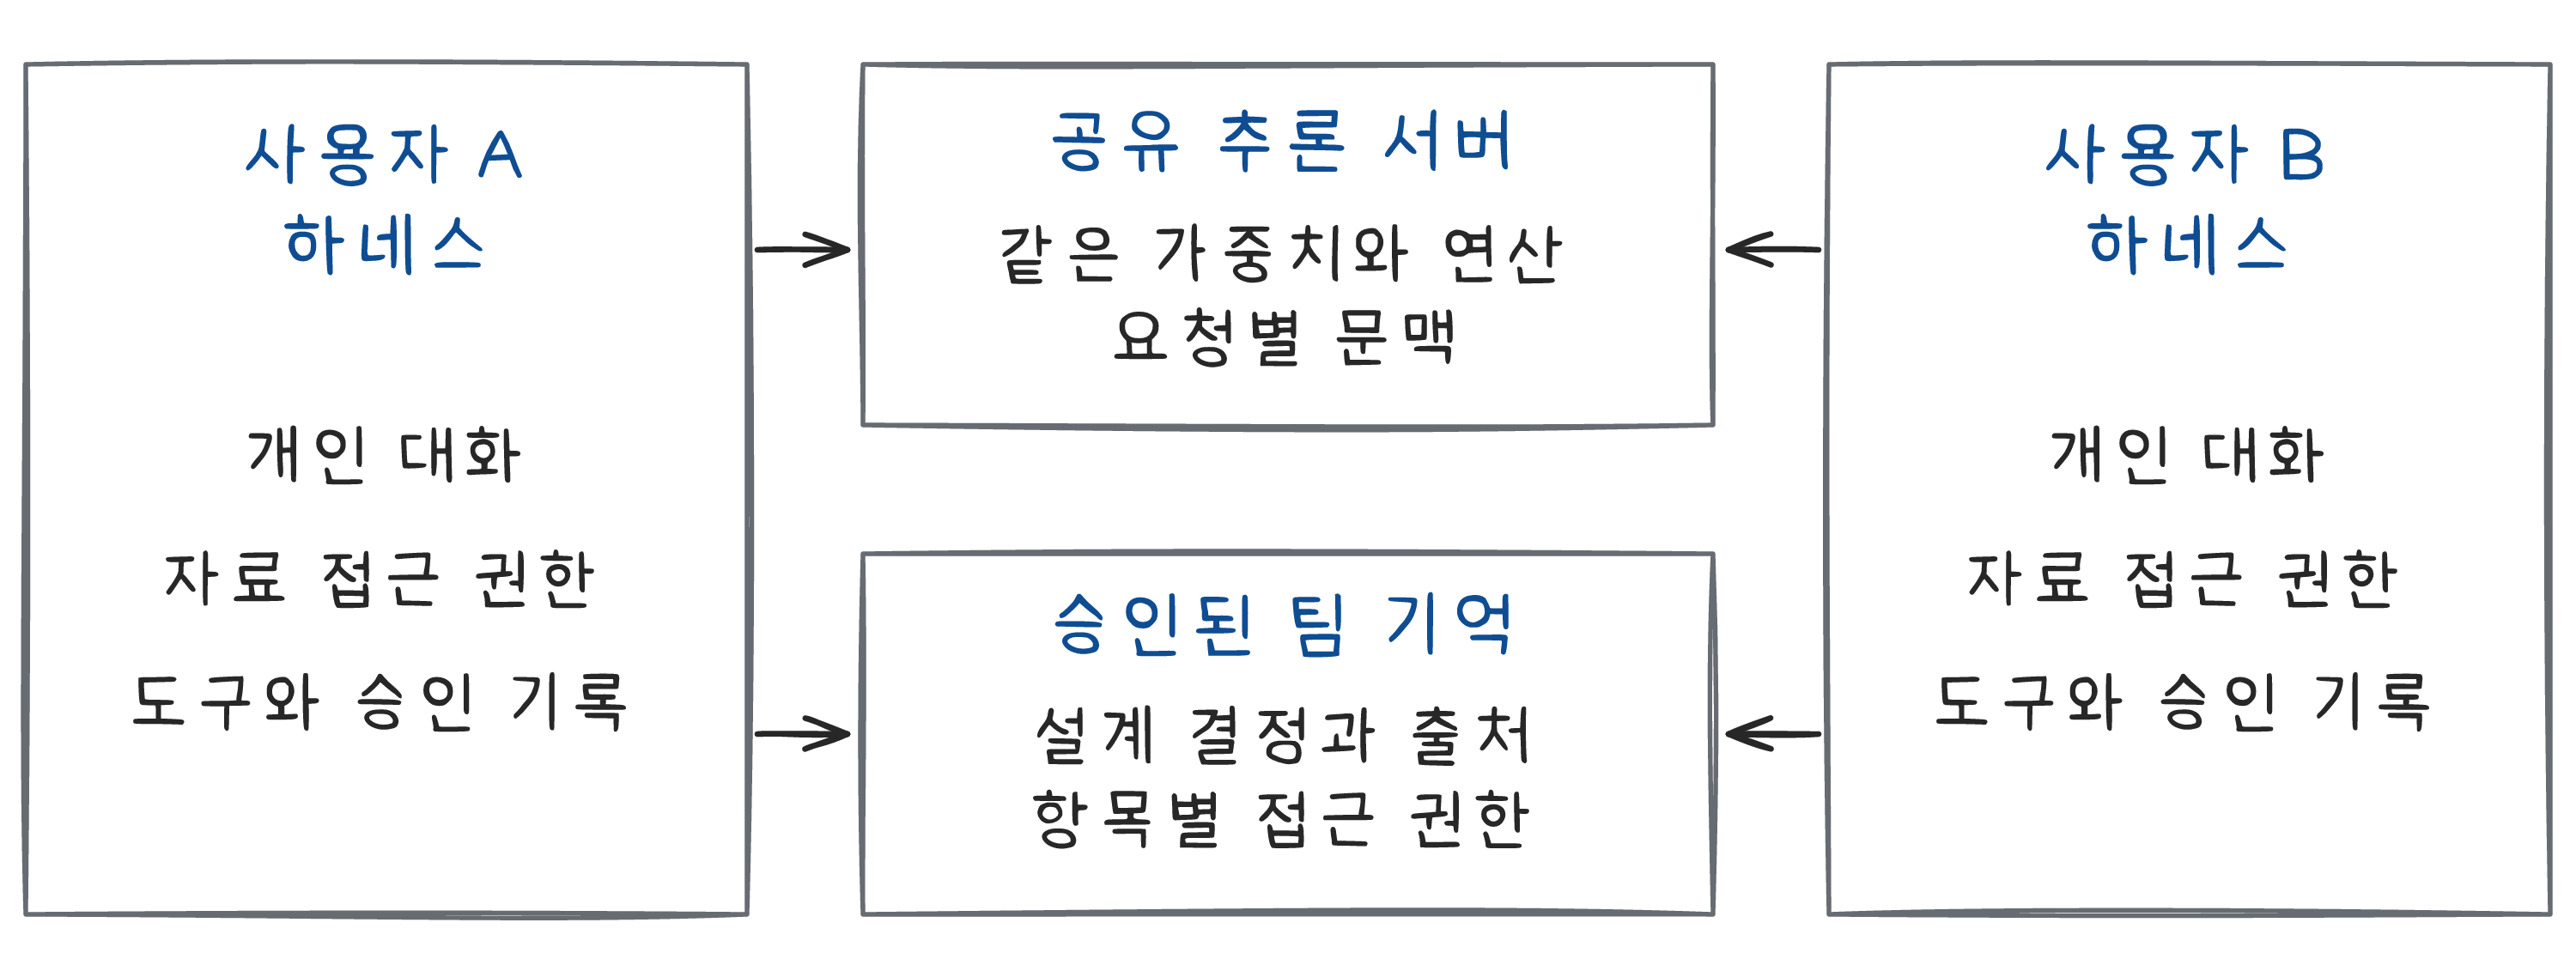 사용자 A
하네스
개인 대화
자료 접근 권한
도구와 승인 기록
공유 추론 서버
같은 가중치와 연산
요청별 문맥
승인된 팀 기억
설계 결정과 출처
항목별 접근 권한
사용자 B
하네스
개인 대화
자료 접근 권한
도구와 승인 기록